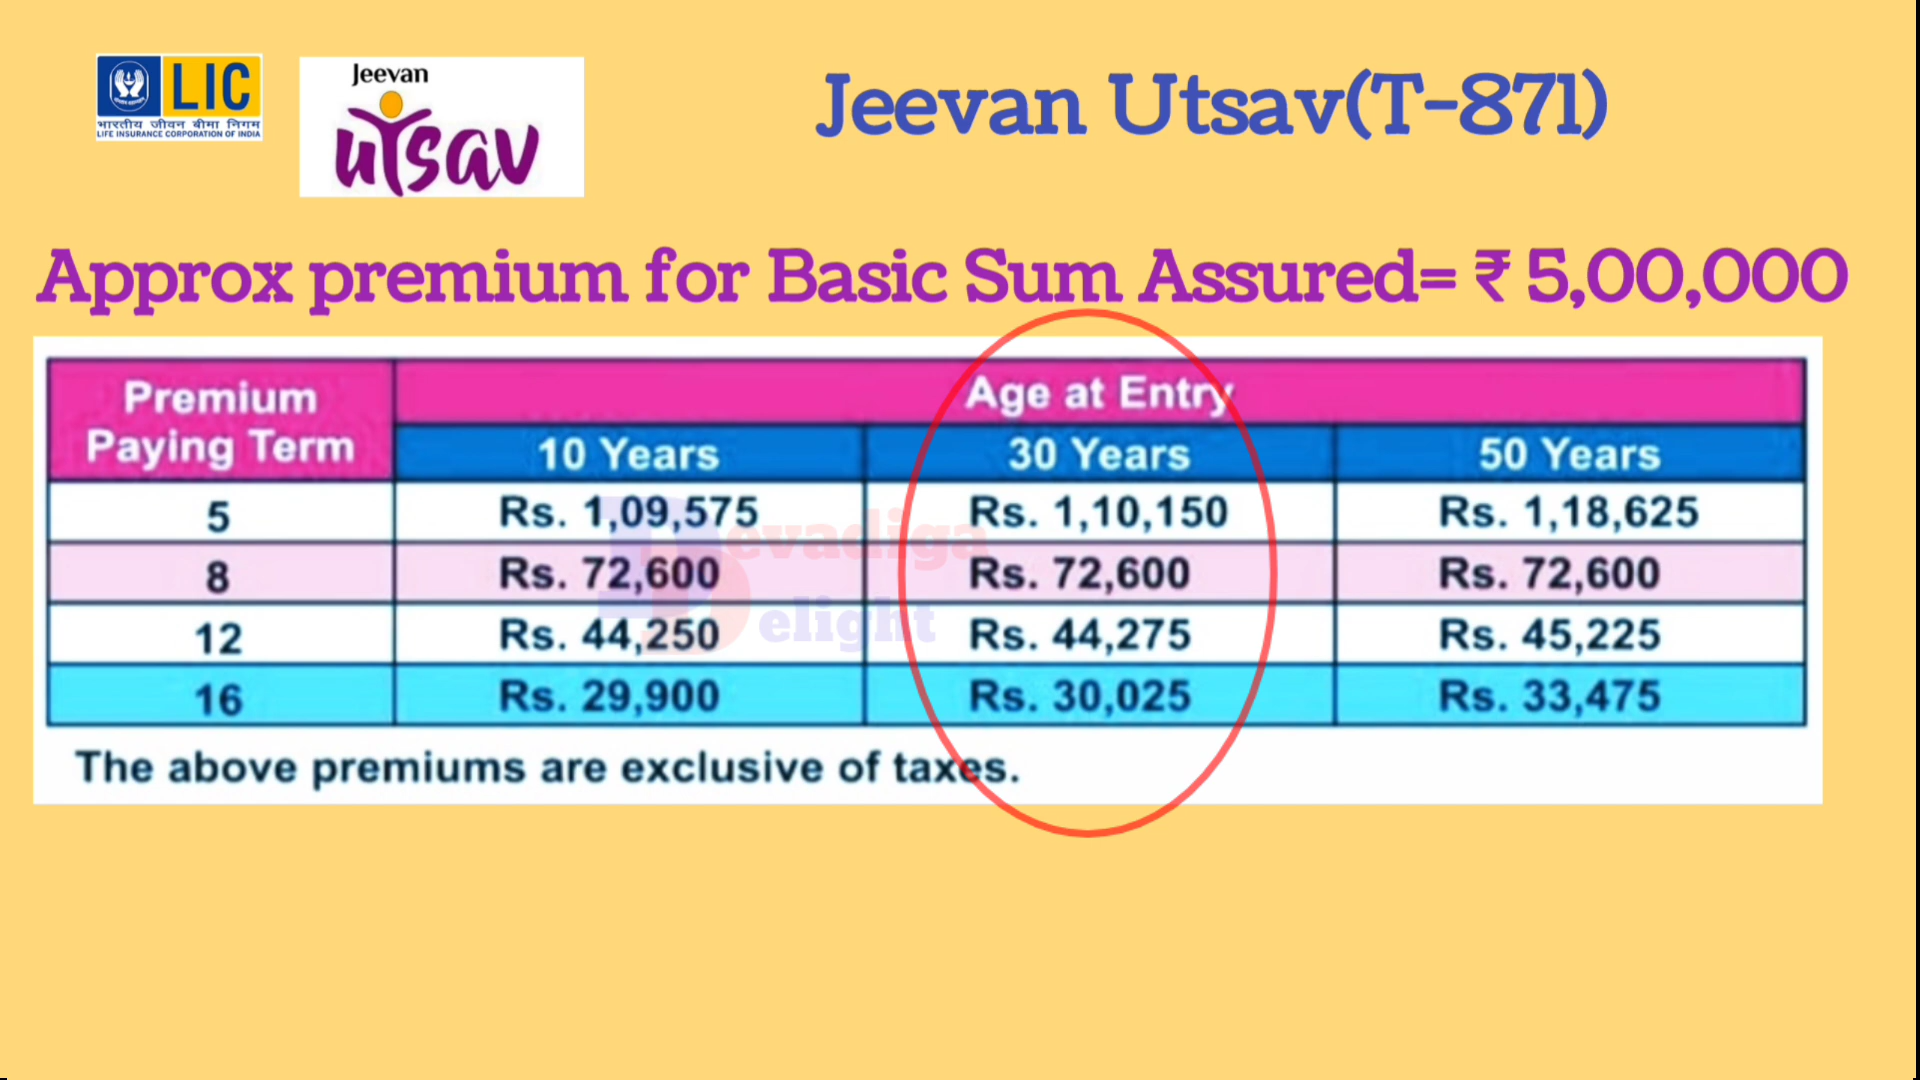 LIC
भारतीय जीवन बीमा निगम
LIFE INSURANCE CORPORATION OF INDIA
Jeevan
utsav
Jeevan Utsav(T-871)
Approx premium for Basic Sum Assured= ₹ 5,00,000
Premium Paying Term
Age at Entry
10 Years 30 Years 50 Years
5 Rs. 1,09,575 Rs. 1,10,150 Rs. 1,18,625
8 Rs. 72,600 Rs. 72,600 Rs. 72,600
12 Rs. 44,250 Rs. 44,275 Rs. 45,225
16 Rs. 29,900 Rs. 30,025 Rs. 33,475
The above premiums are exclusive of taxes.
Devadiga
Delight